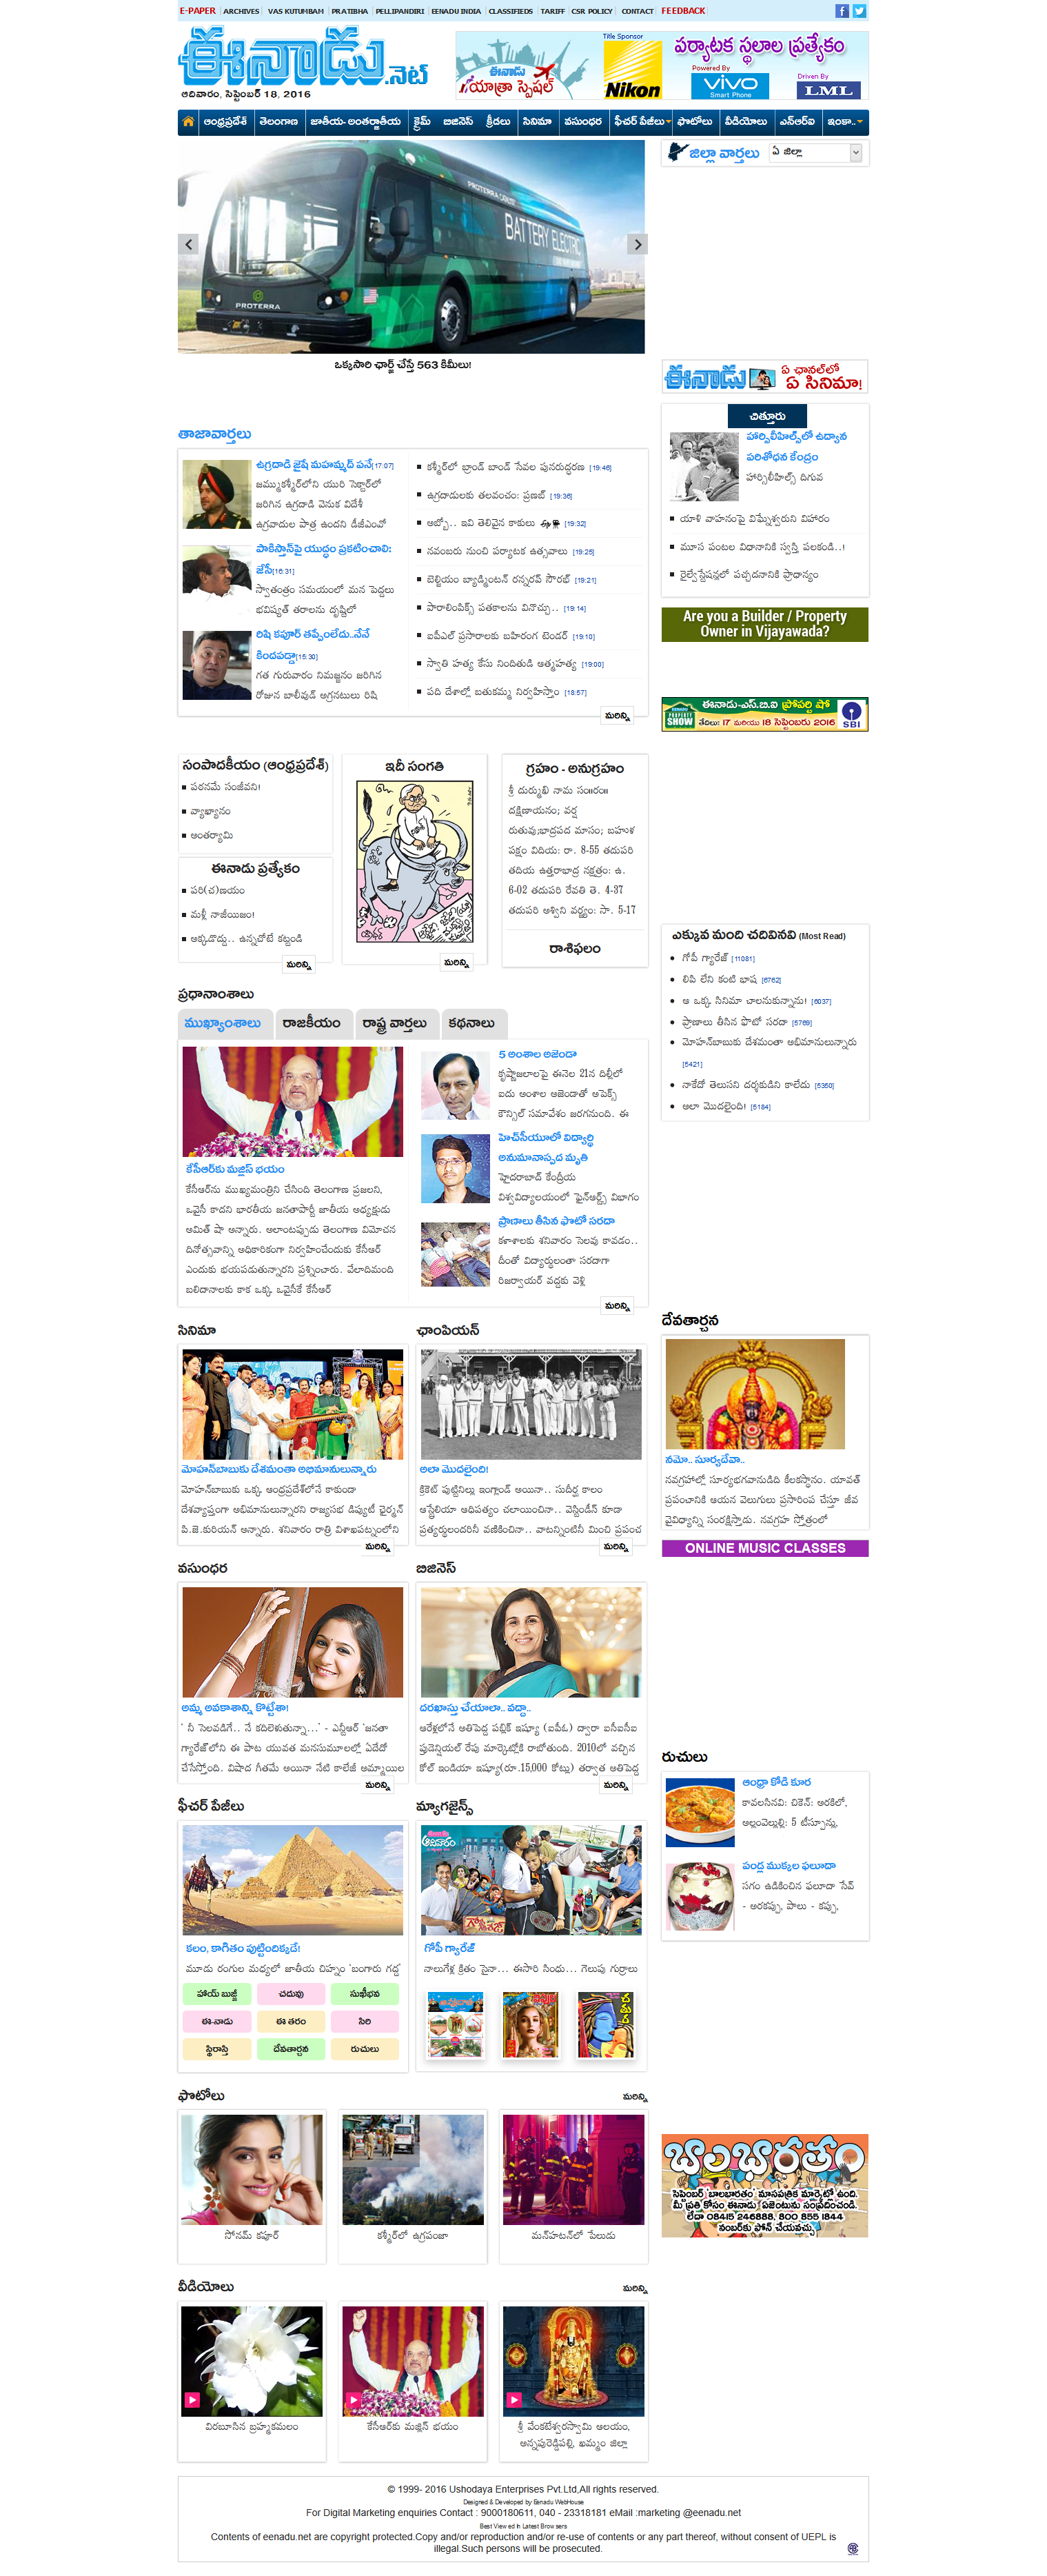 E-PAPER
ARCHIVES
VAS KUTUMBAM
PRATIBHA
PELLIPANDIRI
EENADU INDIA
CLASSIFIEDS
TARIFF
CSR POLICY
CONTACT
FEEDBACK
ఈనాడు.నెట్
ఆదివారం, సెప్టెంబర్ 18, 2016
ఈనాడు
యాత్రా స్పెషల్
Title Sponsor
Nikon
పర్యాటక స్థలాల ప్రత్యేకం
Powered By
VIVO
Smart Phone
Driven By
LML
ఆంధ్రప్రదేశ్
తెలంగాణ
జాతీయ- అంతర్జాతీయ
క్రైమ్
బిజినెస్
క్రీడలు
సినిమా
వసుంధర
ఫీచర్ పేజీలు
ఫొటోలు
వీడియోలు
ఎన్ఆర్ఐ
ఇంకా..
PROTERRA
BATTERY ELECTRIC
ఒక్కసారి ఛార్జ్ చేస్తే 563 కిమీలు!
జిల్లా వార్తలు
ఏ జిల్లా
ఈనాడు
ఏ ఛానల్‌లో
ఏ సినిమా!
తాజావార్తలు
ఉగ్రదాడి జైషే మహమ్మద్ పనే[17:07]
జమ్ముకశ్మీర్‌లోని యురి సెక్టార్‌లో
జరిగిన ఉగ్రదాడి వెనుక విదేశీ
ఉగ్రవాదుల పాత్ర ఉందని డీజీఎంవో
పాకిస్తాన్‌పై యుద్ధం ప్రకటించాలి:
జేసీ[16:31]
స్వాతంత్రం సమయంలో మన పెద్దలు
భవిష్యత్ తరాలను దృష్టిలో
రిషి కపూర్ తప్పేంలేదు..నేనే
కిందపడ్డా[15:30]
గత గురువారం నిమజ్జనం జరిగిన
రోజున బాలీవుడ్ అగ్రనటులు రిషి
కశ్మీర్‌లో బ్రాండ్ బాండ్ సేవల పునరుద్ధరణ [19:46]
ఉగ్రదాడులకు తలవంచం: ప్రణబ్ [19:36]
అబ్బో.. ఇవి తెలివైన కాకులు [19:32]
నవంబరు నుంచి పర్యాటక ఉత్సవాలు [19:26]
బెల్జియం బ్యాడ్మింటన్ రన్నరప్ సౌరభ్ [19:21]
పారాలింపిక్స్ పతకాలను వినొచ్చు.. [19:14]
ఐపీఎల్ ప్రసారాలకు బహిరంగ టెండర్ [19:10]
స్వాతి హత్య కేసు నిందితుడి ఆత్మహత్య [19:00]
పది దేశాల్లో బతుకమ్మ నిర్వహిస్తాం [18:57]
మరిన్ని
చిత్తూరు
హార్సిలీహిల్స్‌లో ఉద్యాన
పరిశోధన కేంద్రం
హార్సిలీహిల్స్ దిగువ
యాళి వాహనంపై విఘ్నేశ్వరుని విహారం
మూస పంటల విధానానికి స్వస్తి పలకండి..!
రైల్వేస్టేషన్లలో పచ్చదనానికి ప్రాధాన్యం
Are you a Builder / Property
Owner in Vijayawada?
ఈనాడు-ఎస్.బి.ఐ ప్రోపర్టీ షో
తేదీలు: 17 మరియు 18 సెప్టెంబరు 2016
SHOW
SBI
సంపాదకీయం (ఆంధ్రప్రదేశ్)
పఠనమే సంజీవని!
వ్యాఖ్యానం
అంతర్యామి
ఈనాడు ప్రత్యేకం
పరి(చ)ణయం
మళ్లీ నాజీయిజం!
అక్కడొద్దు.. ఉన్నచోటే కట్టండి
మరిన్ని
ఇదీ సంగతి
మరిన్ని
గ్రహం - అనుగ్రహం
శ్రీ దుర్ముఖి నామ సంఱరంఱ
దక్షిణాయనం; వర్ష
రుతువు;భాద్రపద మాసం; బహుళ
పక్షం విదియ: రా. 8-55 తదుపరి
తదియ ఉత్తరాభాద్ర నక్షత్రం: ఉ.
6-02 తదుపరి రేవతి తె. 4-37
తదుపరి అశ్విని వర్జ్యం: సా. 5-17
రాశిఫలం
ఎక్కువ మంది చదివినవి (Most Read)
గోపీ గ్యారేజ్ [11081]
లిపి లేని కంటి భాష [6762]
ఆ ఒక్క సినిమా చాలనుకున్నాను! [6037]
ప్రాణాలు తీసిన ఫొటో సరదా [5769]
మోహన్‌బాబుకు దేశమంతా అభిమానులున్నారు
[5421]
నాకేదో తెలుసని దర్శకుడిని కాలేదు [5350]
అలా మొదలైంది! [5184]
ప్రధానాంశాలు
ముఖ్యాంశాలు
రాజకీయం
రాష్ట్ర వార్తలు
కథనాలు
కేసీఆర్‌కు మజ్లిస్ భయం
కేసీఆర్‌ను ముఖ్యమంత్రిని చేసింది తెలంగాణ ప్రజలని,
ఒవైసీ కాదని భారతీయ జనతాపార్టీ జాతీయ అధ్యక్షుడు
అమిత్ షా అన్నారు. అలాంటప్పుడు తెలంగాణ విమోచన
దినోత్సవాన్ని అధికారికంగా నిర్వహించేందుకు కేసీఆర్
ఎందుకు భయపడుతున్నారని ప్రశ్నించారు. వేలాదిమంది
బలిదానాలకు కాక ఒక్క ఒవైసీకే కేసీఆర్
5 అంశాల అజెండా
కృష్ణాజలాలపై ఈనెల 21న దిల్లీలో
ఐదు అంశాల అజెండాతో అపెక్స్
కౌన్సిల్ సమావేశం జరగనుంది. ఈ
హెచ్‌సీయూలో విద్యార్థి
అనుమానాస్పద మృతి
హైదరాబాద్ కేంద్రీయ
విశ్వవిద్యాలయంలో ఫైన్ఆర్ట్స్ విభాగం
ప్రాణాలు తీసిన ఫొటో సరదా
కళాశాలకు శనివారం సెలవు కావడం..
దీంతో విద్యార్థులంతా సరదాగా
రిజర్వాయర్ వద్దకు వెళ్లి
మరిన్ని
సినిమా
మోహన్‌బాబుకు దేశమంతా అభిమానులున్నారు
మోహన్‌బాబుకు ఒక్క ఆంధ్రప్రదేశ్‌లోనే కాకుండా
దేశవ్యాప్తంగా అభిమానులున్నారని రాజ్యసభ డిప్యూటీ ఛైర్మన్
పి.జె.కురియన్ అన్నారు. శనివారం రాత్రి విశాఖపట్నంలోని
మరిన్ని
ఛాంపియన్
అలా మొదలైంది!
క్రికెట్ పుట్టినిల్లు ఇంగ్లాండ్ అయినా.. సుదీర్ఘ కాలం
ఆస్ట్రేలియా ఆధిపత్యం చలాయించినా.. వెస్టిండీస్ కూడా
ప్రత్యర్థులందరినీ వణికించినా.. వాటన్నింటినీ మించి ప్రపంచ
మరిన్ని
దేవతార్చన
నమో.. సూర్యదేవా..
నవగ్రహాల్లో సూర్యభగవానుడిది కీలకస్థానం. యావత్
ప్రపంచానికి ఆయన వెలుగులు ప్రసారింప చేస్తూ జీవ
వైవిధ్యాన్ని సంరక్షిస్తాడు. నవగ్రహ స్తోత్రంలో
ONLINE MUSIC CLASSES
వసుంధర
అమ్మ అవకాశాన్ని కొట్టేశా!
' నీ సెలవడిగే.. నే కదిలెళుతున్నా...' - ఎన్టీఆర్ 'జనతా
గ్యారేజ్'లోని ఈ పాట యువత మనసుమూలల్లో ఏదేదో
చేసేస్తోంది. విషాద గీతమే అయినా నేటి కాలేజీ అమ్మాయిల
మరిన్ని
బిజినెస్
దరఖాస్తు చేయాలా.. వద్దా..
ఆరేళ్లలోనే అతిపెద్ద పబ్లిక్ ఇష్యూ (ఐపీఓ) ద్వారా ఐసీఐసీఐ
ప్రుడెన్షియల్ రేపు మార్కెట్లోకి రాబోతుంది. 2010లో వచ్చిన
కోల్ ఇండియా ఇష్యూ(రూ.15,000 కోట్లు) తర్వాత అతిపెద్ద
మరిన్ని
రుచులు
ఆంధ్రా కోడి కూర
కావలసినవి: చికెన్: అరకిలో,
అల్లంవెల్లుల్లి: 5 టీస్పూన్లు,
పండ్ల ముక్కల ఫలూదా
సగం ఉడికించిన ఫలూదా సేవ్
- అరకప్పు, పాలు - కప్పు,
ఫీచర్ పేజీలు
కలం, కాగితం పుట్టిందిక్కడే!
మూడు రంగుల మధ్యలో జాతీయ చిహ్నం 'బంగారు గద్ద'
హాయ్ బుజ్జీ
చదువు
సుఖీభవ
ఈ-నాడు
ఈ తరం
సిరి
స్థిరాస్తి
దేవతార్చన
రుచులు
మ్యాగజైన్స్
గోపీ గ్యారేజ్
నాలుగేళ్ల క్రితం సైనా... ఈసారి సింధు... గెలుపు గుర్రాలు
ఫొటోలు
మరిన్ని
సోనమ్ కపూర్
కశ్మీర్‌లో ఉగ్రపంజా
మన్‌హటన్‌లో పేలుడు
బాలభారతం
సెప్టెంబర్ 'బాలభారతం' మాసపత్రిక మార్కెట్లో ఉంది.
మీ ప్రతి కోసం ఈనాడు ఏజెంటును సంప్రదించండి.
లేదా 08415 246888, 800 855 1844
నంబర్‌కు ఫోన్ చేయవచ్చు
వీడియోలు
మరిన్ని
విరబూసిన బ్రహ్మకమలం
కేసీఆర్‌కు మజ్లిస్ భయం
శ్రీ వేంకటేశ్వరస్వామి ఆలయం,
అన్నపురెడ్డిపల్లి, ఖమ్మం జిల్లా
© 1999- 2016 Ushodaya Enterprises Pvt.Ltd,All rights reserved.
Designed & Developed by Eenadu WebHouse
For Digital Marketing enquiries Contact : 9000180611, 040 - 23318181 eMail :marketing @eenadu.net
Best Viewed In Latest Browsers
Contents of eenadu.net are copyright protected.Copy and/or reproduction and/or re-use of contents or any part thereof, without consent of UEPL is
illegal.Such persons will be prosecuted.